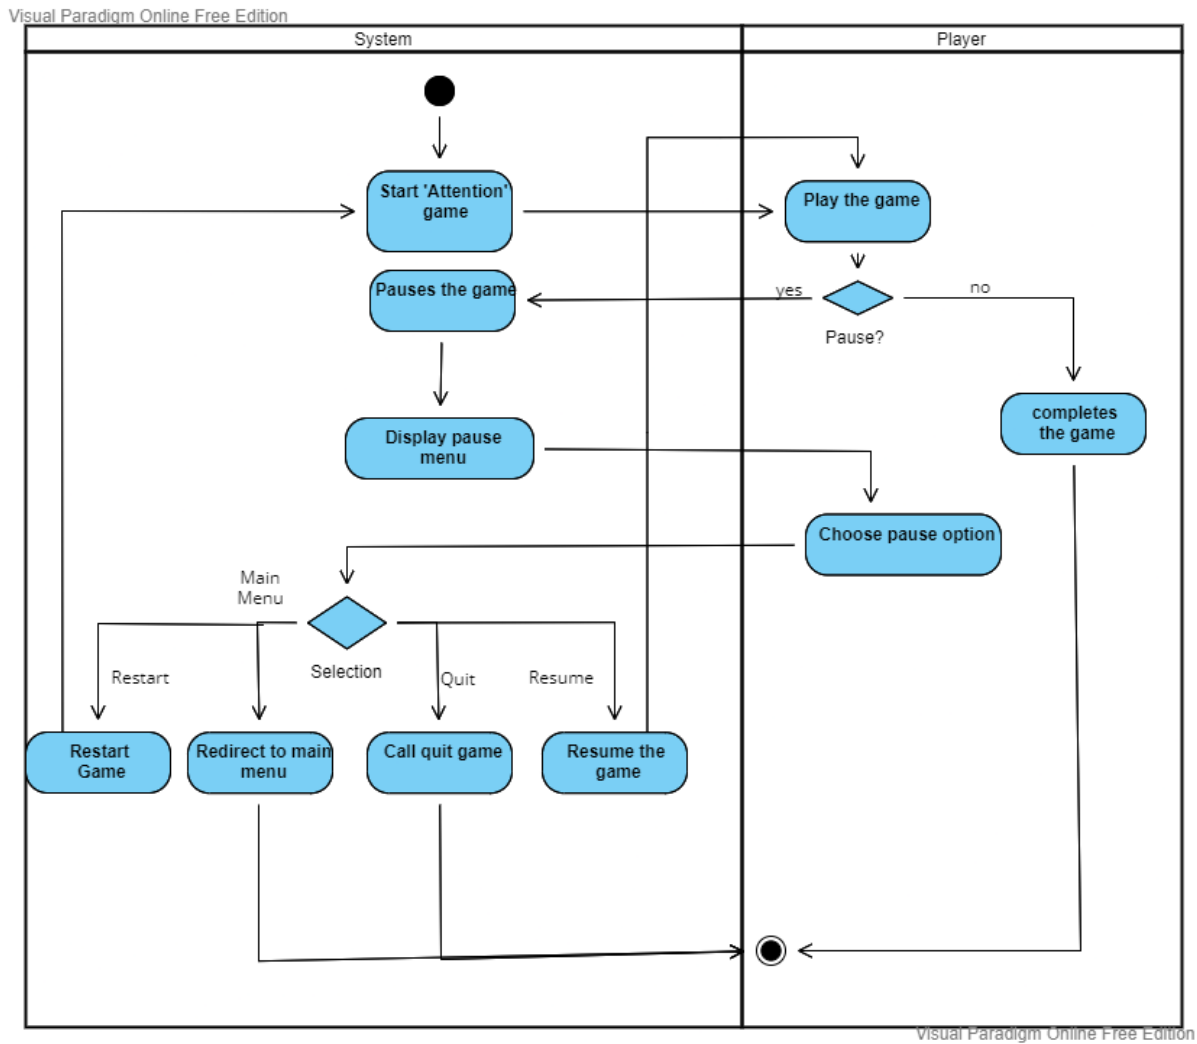 Visual Paradigm Online Free Edition
System
Player
Start 'Attention'
game
Play the game
Pauses the game
yes
no
Pause?
completes
the game
Display pause
menu
Choose pause option
Main
Menu
Selection
Restart
Quit
Resume
Restart
Game
Redirect to main
menu
Call quit game
Resume the
game
Visual Paradigm Online Free Edition